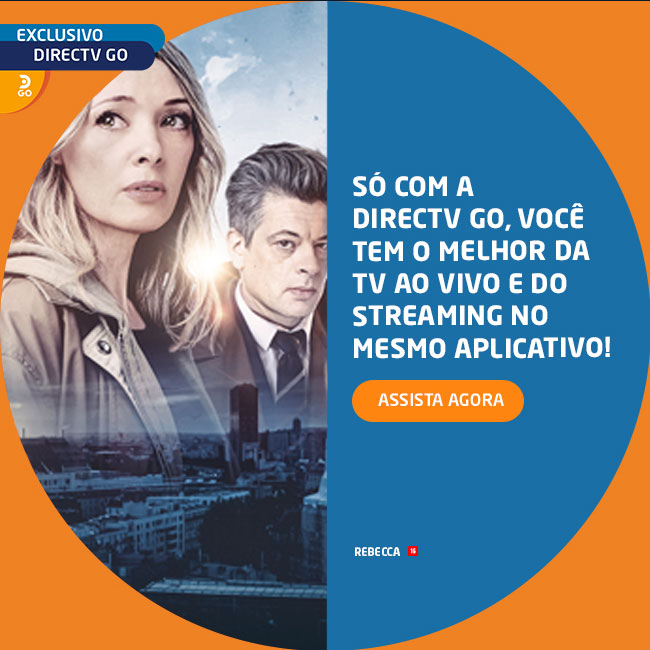 EXCLUSIVO
DIRECTV GO
GO
SÓ COM A
DIRECTV GO, VOCÊ
TEM O MELHOR DA
TV AO VIVO E DO
STREAMING NO
MESMO APLICATIVO!
ASSISTA AGORA
REBECCA 16